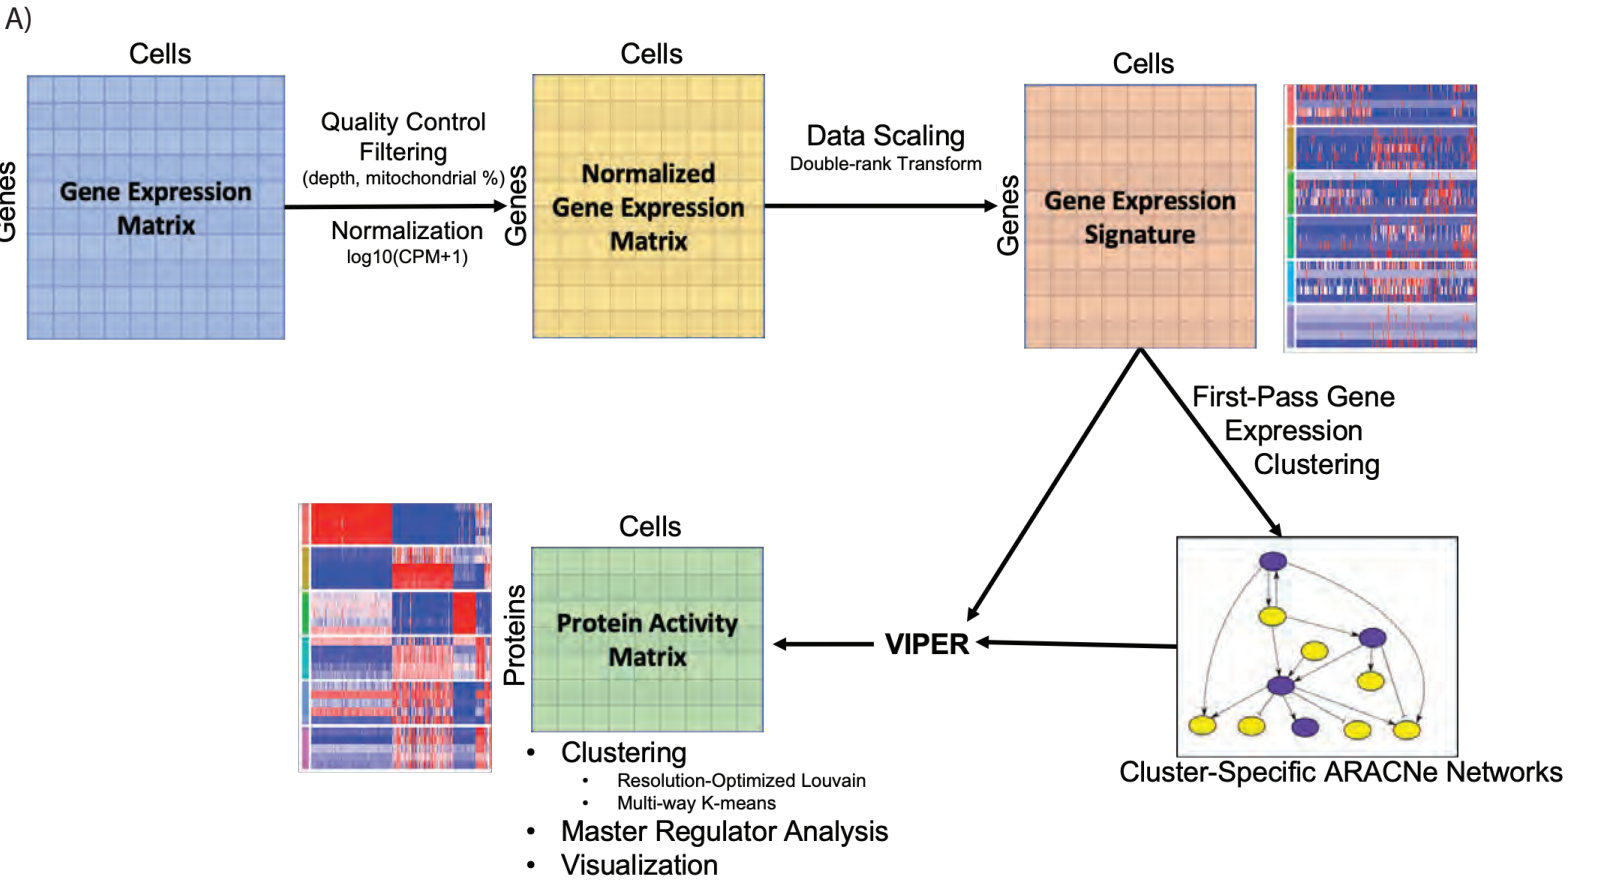 A)
Cells
Genes
Gene Expression
Matrix
Quality Control
Filtering
(depth, mitochondrial %)
Normalization
log10(CPM+1)
Cells
Genes
Normalized
Gene Expression
Matrix
Data Scaling
Double-rank Transform
Cells
Genes
Gene Expression
Signature
First-Pass Gene
Expression
Clustering
Cluster-Specific ARACNe Networks
VIPER
Cells
Proteins
Protein Activity
Matrix
• Clustering
• Resolution-Optimized Louvain
• Multi-way K-means
• Master Regulator Analysis
• Visualization